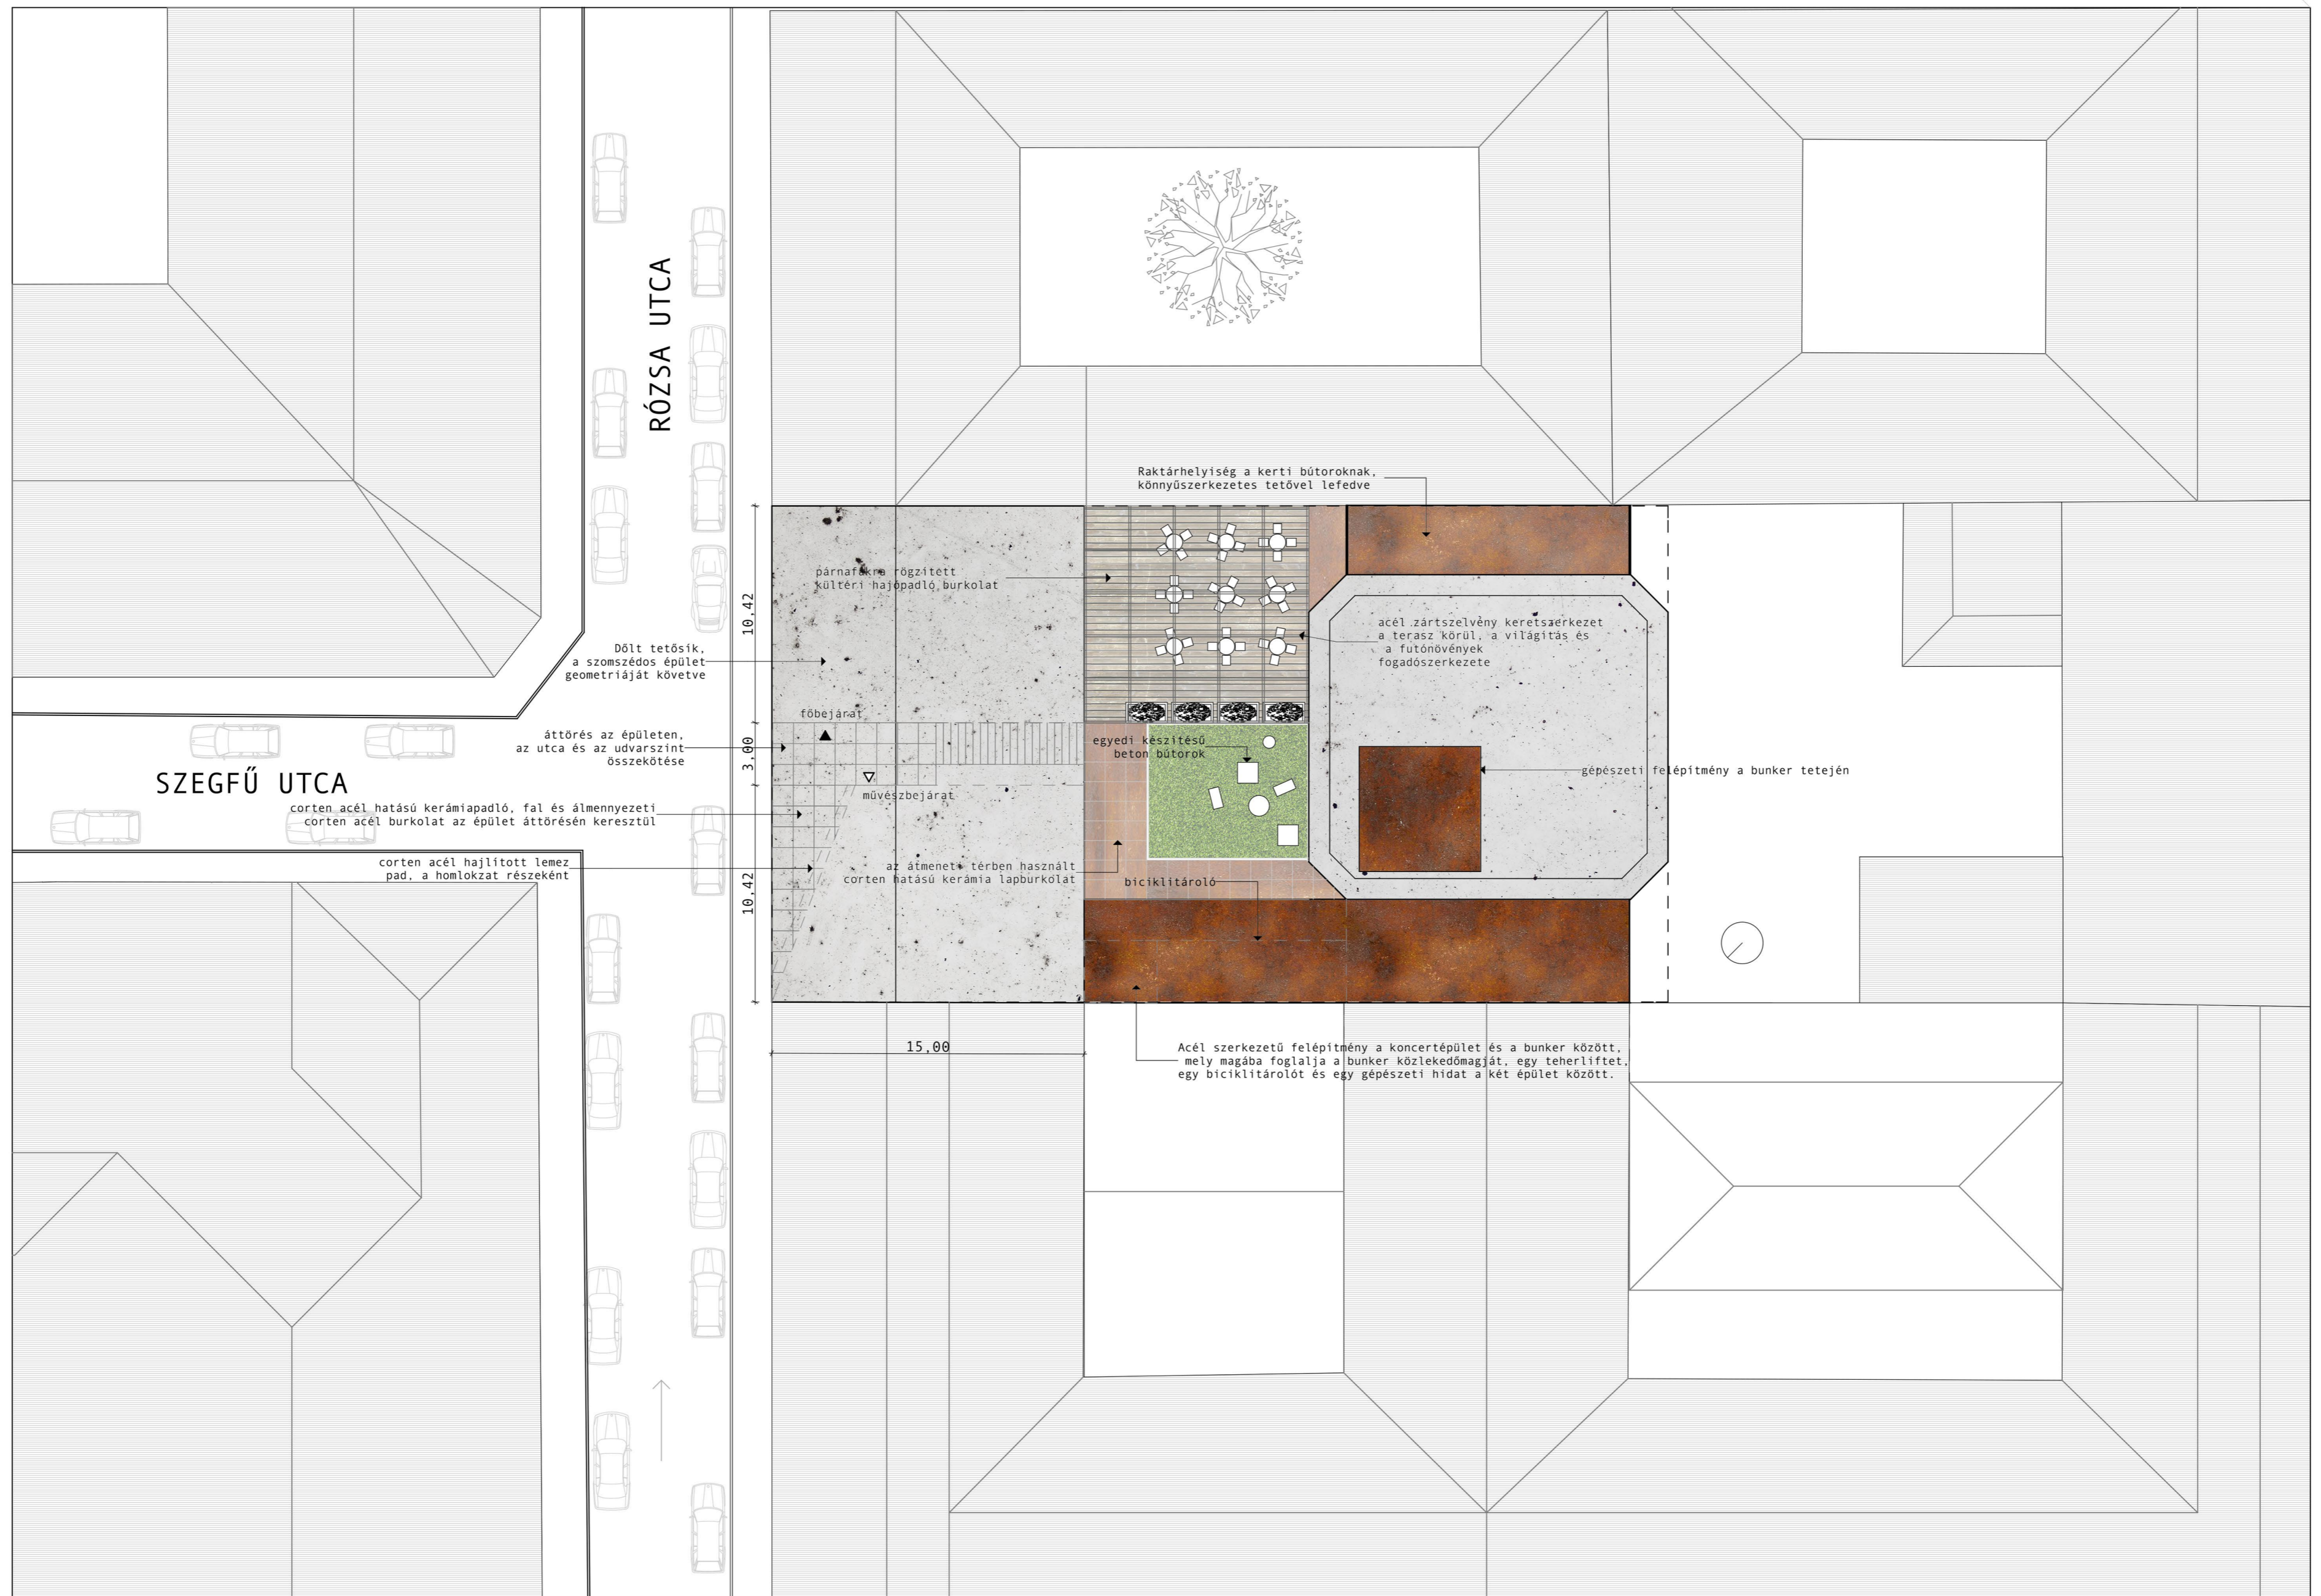 RÓZSA UTCA
Raktárhelyiség a kerti bútoroknak,
könnyűszerkezetes tetővel lefedve
párnafákra rögzített
kültéri hajópadló burkolat
10,42
acél zártszelvény keretszerkezet
a terasz körül, a világítás és
a futónövények
fogadószerkezete
Dőlt tetősík,
a szomszédos épület
geometriáját követve
főbejárat
áttörés az épületen,
az utca és az udvarszint
összekötése
3,00
egyedi készítésű
beton bútorok
gépészeti felépítmény a bunker tetején
SZEGFŰ UTCA
művészbejárat
corten acél hatású kerámiapadló, fal és álmennyezeti
corten acél burkolat az épület áttörésén keresztül
corten acél hajlított lemez
pad, a homlokzat részeként
az átmeneti térben használt
corten hatású kerámia lapburkolat
biciklitároló
10,42
15,00
Acél szerkezetű felépítmény a koncertépület és a bunker között,
mely magába foglalja a bunker közlekedőmagját, egy teherliftet,
egy biciklitárolót és egy gépészeti hidat a két épület között.